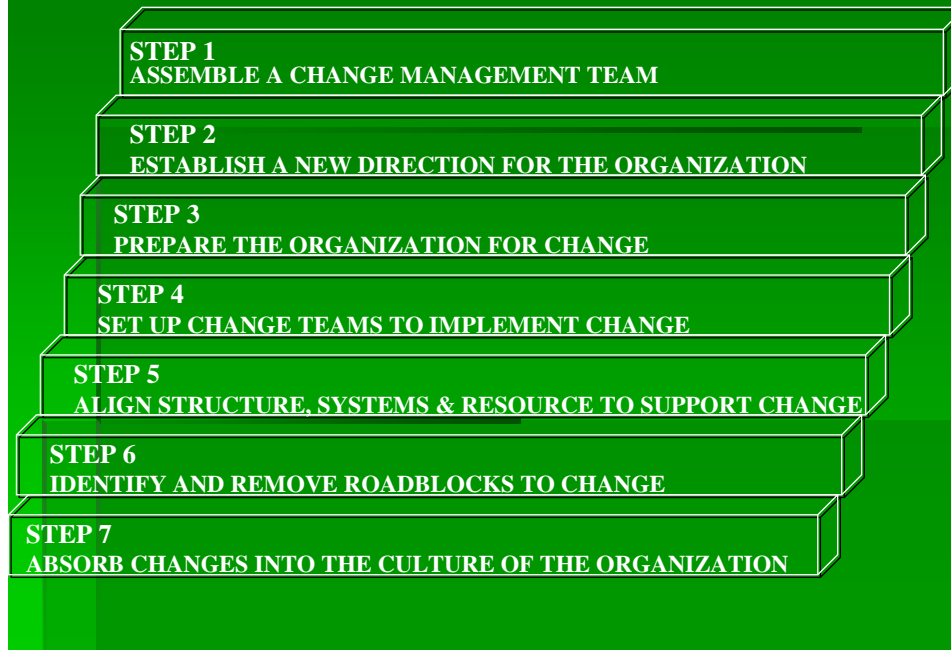 STEP 1
ASSEMBLE A CHANGE MANAGEMENT TEAM
STEP 2
ESTABLISH A NEW DIRECTION FOR THE ORGANIZATION
STEP 3
PREPARE THE ORGANIZATION FOR CHANGE
STEP 4
SET UP CHANGE TEAMS TO IMPLEMENT CHANGE
STEP 5
ALIGN STRUCTURE, SYSTEMS & RESOURCE TO SUPPORT CHANGE
STEP 6
IDENTIFY AND REMOVE ROADBLOCKS TO CHANGE
STEP 7
ABSORB CHANGES INTO THE CULTURE OF THE ORGANIZATION